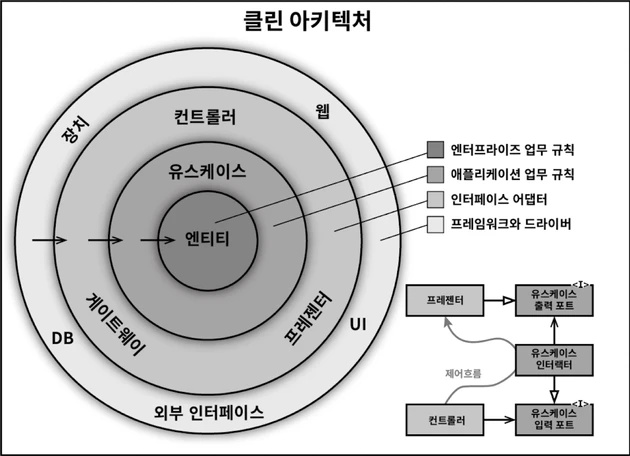 클린 아키텍처
웹
장치
컨트롤러
유스케이스
엔티티
게이트웨이
프레젠터
DB
UI
외부 인터페이스
엔터프라이즈 업무 규칙
애플리케이션 업무 규칙
인터페이스 어댑터
프레임워크와 드라이버
프레젠터
<I>
유스케이스
출력 포트
유스케이스
인터랙터
제어흐름
컨트롤러
<I>
유스케이스
입력 포트